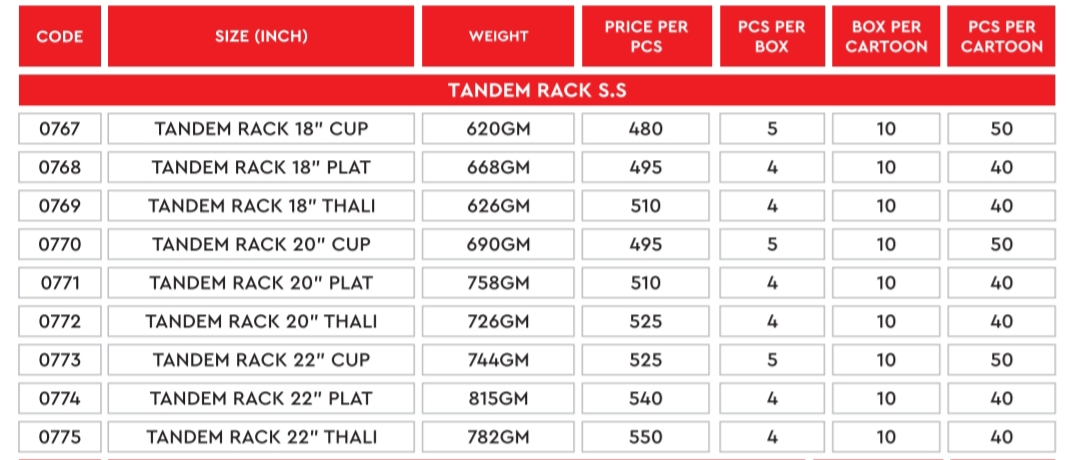 CODE SIZE (INCH) WEIGHT PRICE PER PCS PCS PER BOX BOX PER CARTOON PCS PER CARTOON
TANDEM RACK S.S
0767 TANDEM RACK 18" CUP 620GM 480 5 10 50
0768 TANDEM RACK 18" PLAT 668GM 495 4 10 40
0769 TANDEM RACK 18" THALI 626GM 510 4 10 40
0770 TANDEM RACK 20" CUP 690GM 495 5 10 50
0771 TANDEM RACK 20" PLAT 758GM 510 4 10 40
0772 TANDEM RACK 20" THALI 726GM 525 4 10 40
0773 TANDEM RACK 22" CUP 744GM 525 5 10 50
0774 TANDEM RACK 22" PLAT 815GM 540 4 10 40
0775 TANDEM RACK 22" THALI 782GM 550 4 10 40